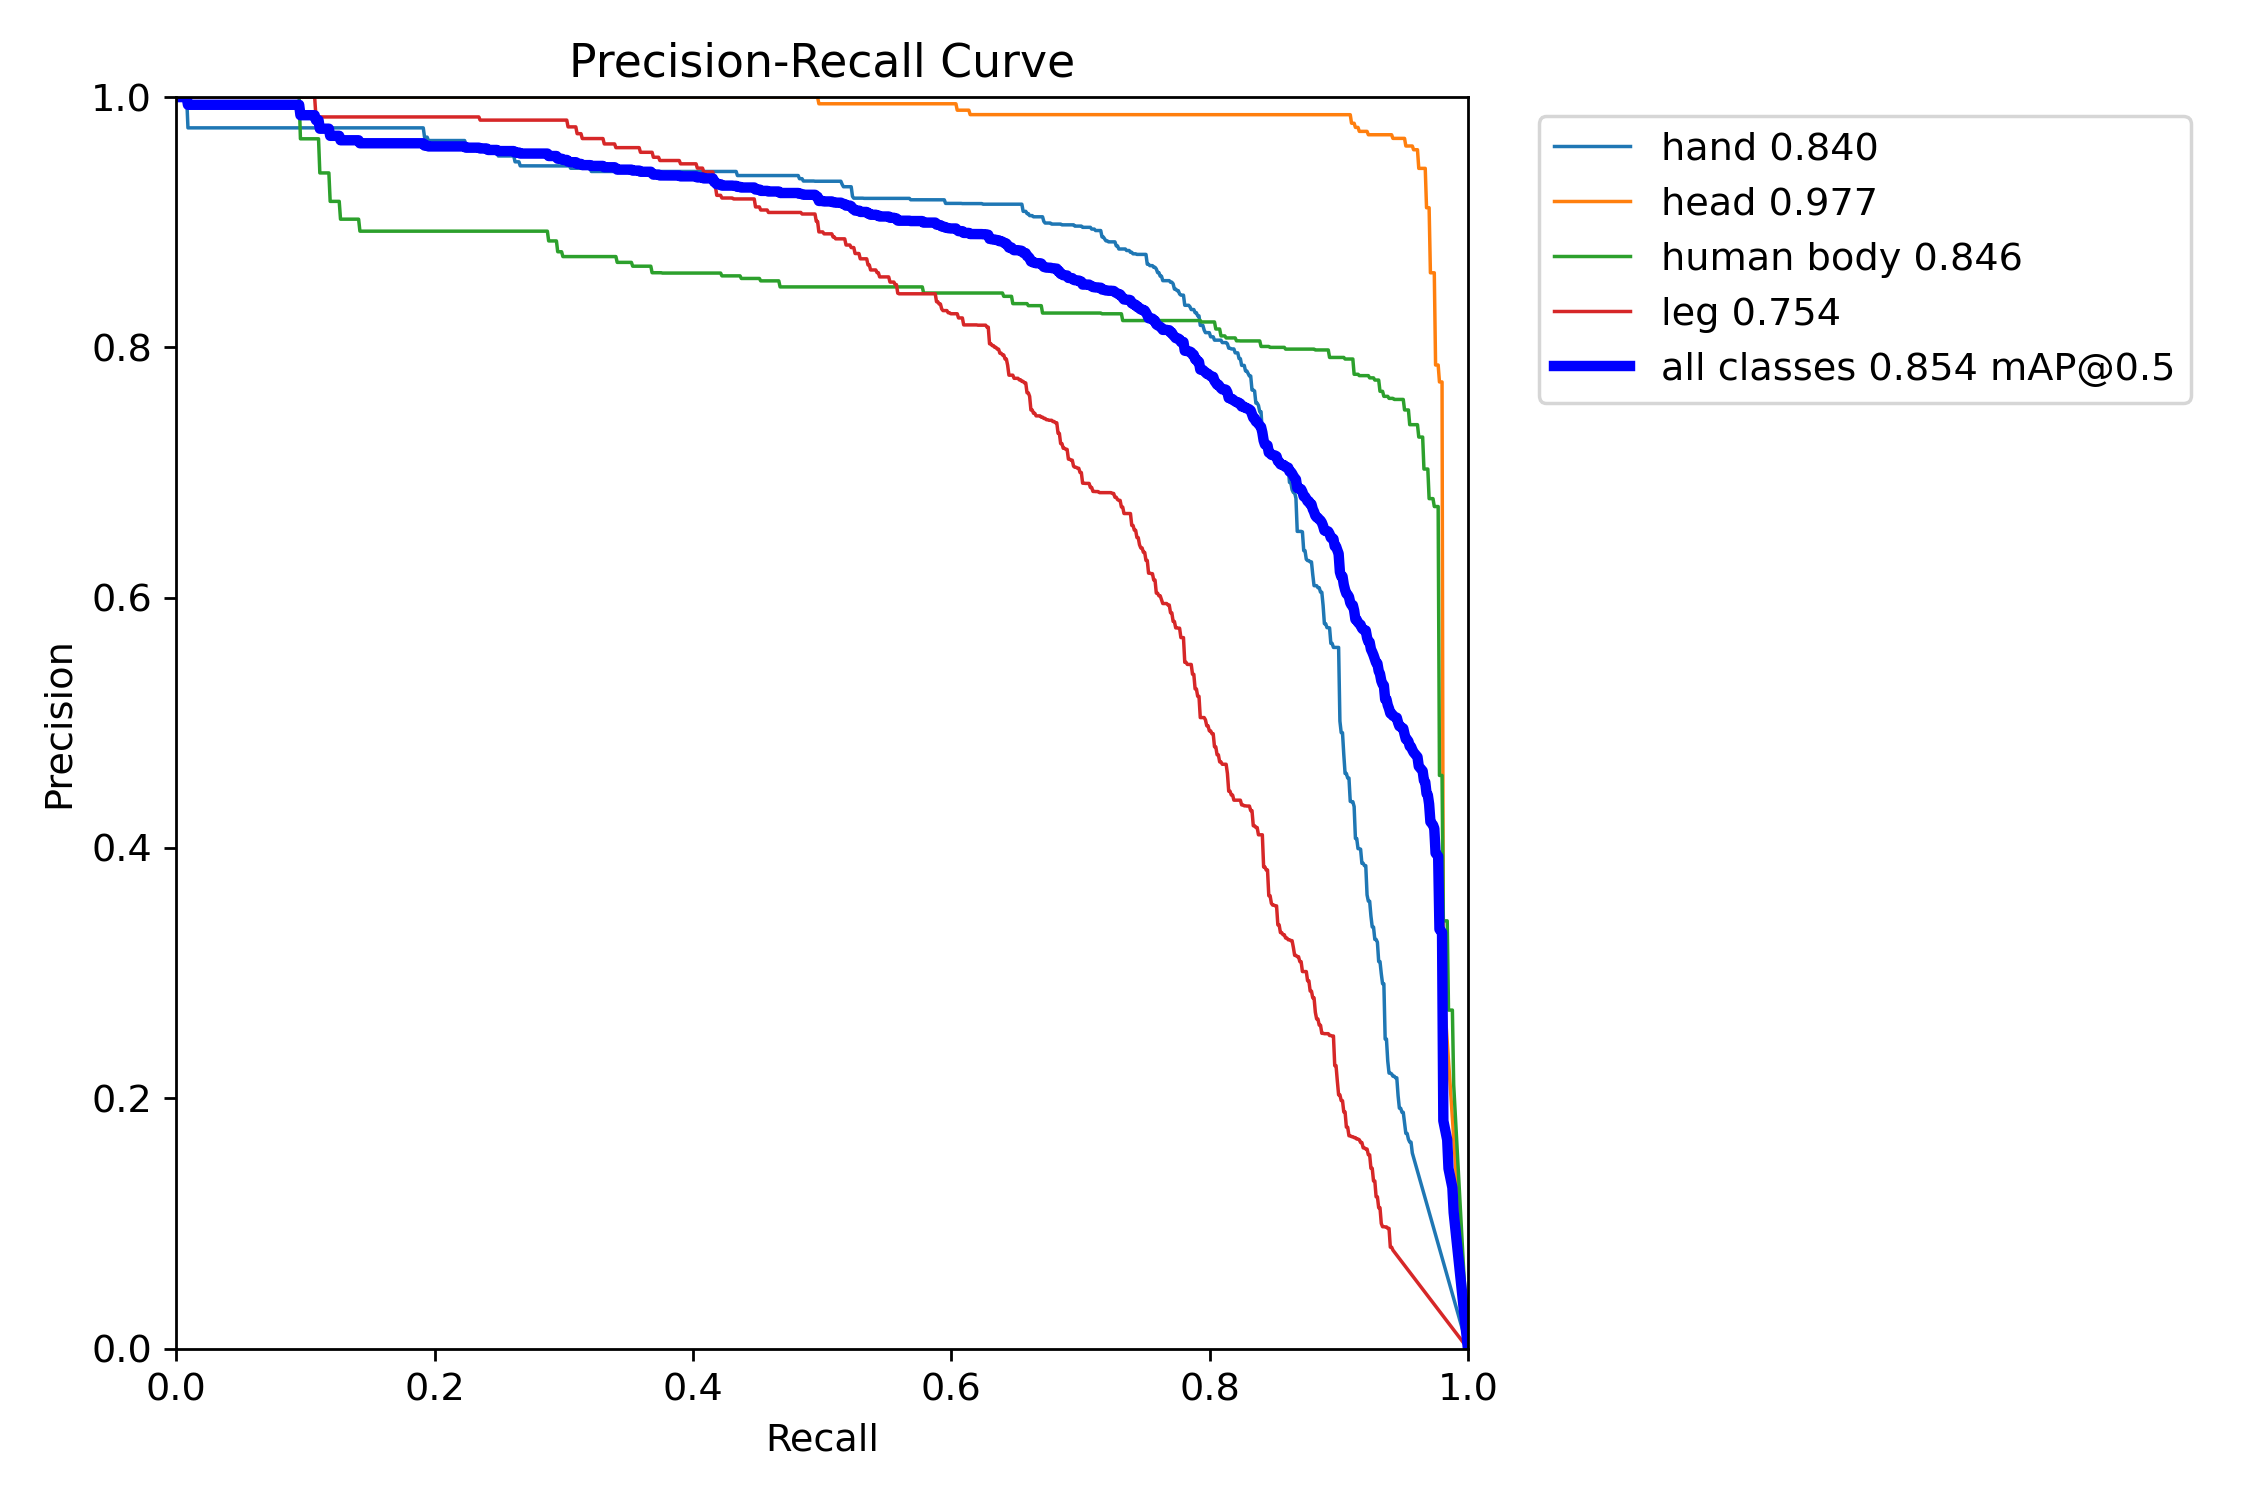 Precision-Recall Curve
1.0
0.8
0.6
0.4
0.2
0.0
Precision
0.0 0.2 0.4 0.6 0.8 1.0
Recall
hand 0.840
head 0.977
human body 0.846
leg 0.754
all classes 0.854 mAP@0.5